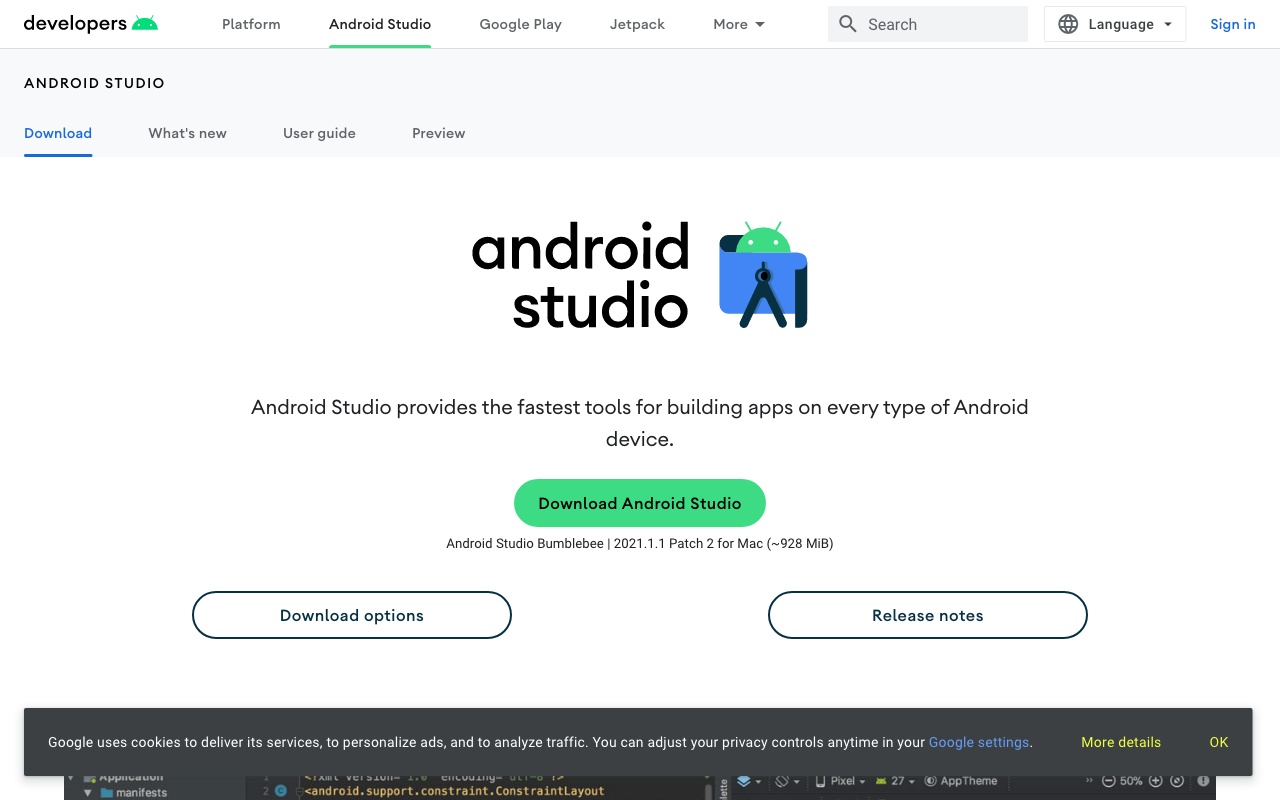 developers
Platform
Android Studio
Google Play
Jetpack
More
Search
Language
Sign in
ANDROID STUDIO
Download
What's new
User guide
Preview
android
studio
Android Studio provides the fastest tools for building apps on every type of Android
device.
Download Android Studio
Android Studio Bumblebee | 2021.1.1 Patch 2 for Mac (~928 MiB)
Download options
Release notes
Google uses cookies to deliver its services, to personalize ads, and to analyze traffic. You can adjust your privacy controls anytime in your Google settings.
More details
OK
Application
1 <?xml version="1.0" encoding="utf-8"?>
Pixel
27
AppTheme
50%
manifests
2 <android.support.constraint.ConstraintLayout